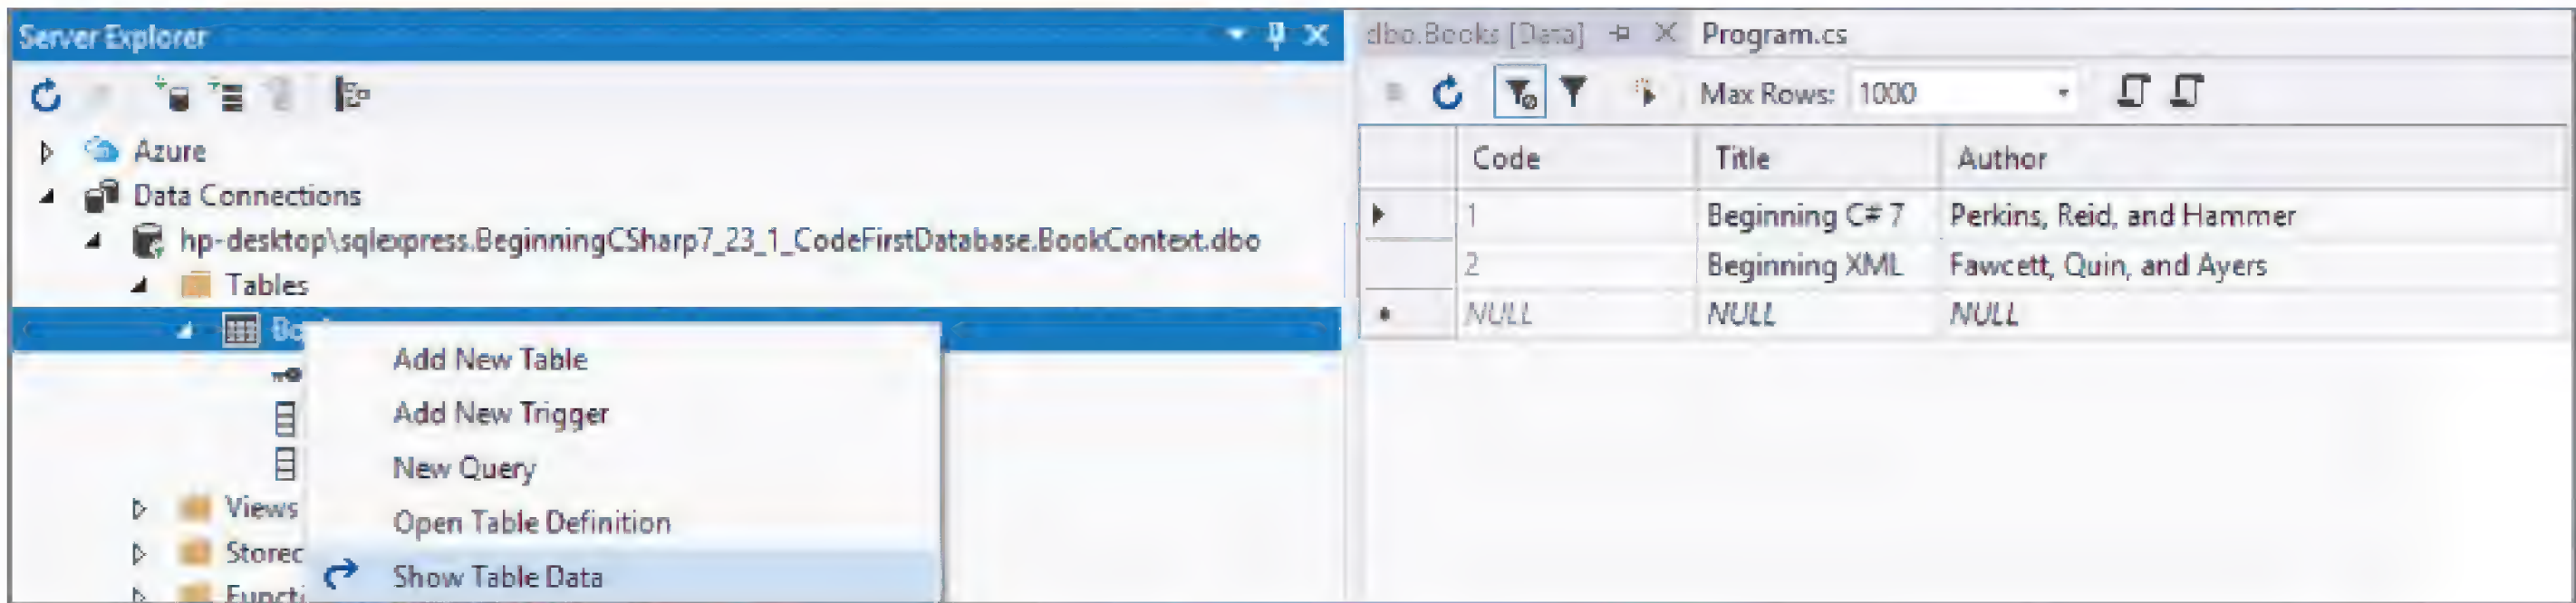 Server Explorer
Azure
Data Connections
hp-desktop\sqlexpress.BeginningCSharp7_23_1_CodeFirstDatabase.BookContext.dbo
Tables
Add New Table
Add New Trigger
New Query
Views
Open Table Definition
Show Table Data
dbo.Books [Data] Program.cs
Max Rows: 1000
Code Title Author
1 Beginning C# 7 Perkins, Reid, and Hammer
2 Beginning XML Fawcett, Quin, and Ayers
NULL NULL NULL